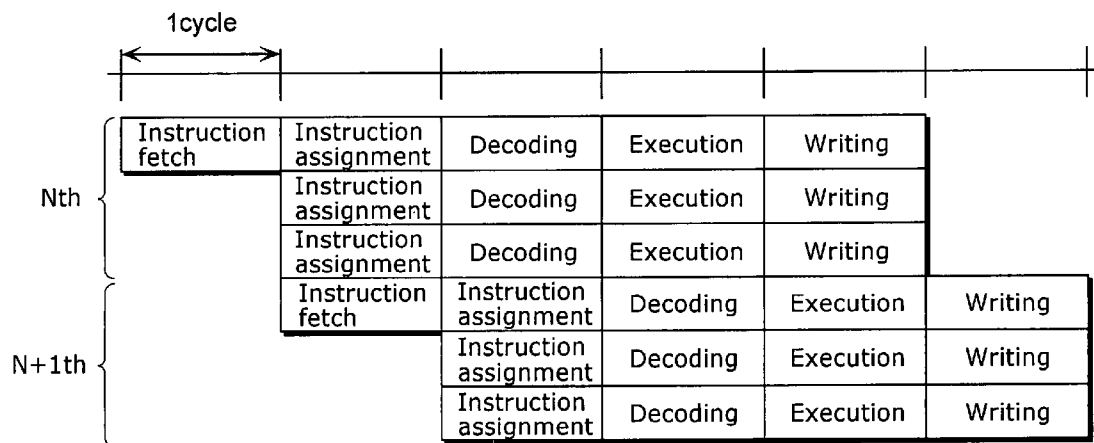 1cycle
Instruction
fetch
Instruction
assignment
Decoding
Execution
Writing
Nth
Instruction
assignment
Decoding
Execution
Writing
Instruction
assignment
Decoding
Execution
Writing
Instruction
fetch
Instruction
assignment
Decoding
Execution
Writing
N+1th
Instruction
assignment
Decoding
Execution
Writing
Instruction
assignment
Decoding
Execution
Writing